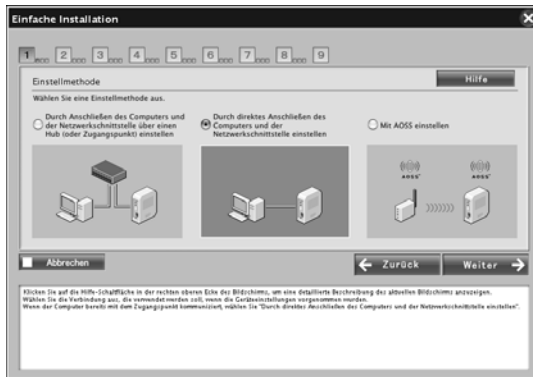 Einfache Installation
1 2 3 4 5 6 7 8 9
Einstellmethode
Hilfe
Wählen Sie eine Einstellmethode aus.
Durch Anschließen des Computers und
der Netzwerkschnittstelle über einen
Hub (oder Zugangspunkt) einstellen
Durch direktes Anschließen des
Computers und der
Netzwerkschnittstelle einstellen
Mit AOSS einstellen
AOSS AOSS
Abbrechen
Zurück
Weiter
Klicken Sie auf die Hilfe-Schaltfläche in der rechten oberen Ecke des Bildschirms, um eine detaillierte Beschreibung des aktuellen Bildschirms anzuzeigen.
Wählen Sie die Verbindung aus, die verwendet werden soll, wenn die Geräteeinstellungen vorgenommen wurden.
Wenn der Computer bereits mit dem Zugangspunkt kommuniziert, wählen Sie "Durch direktes Anschließen des Computers und der Netzwerkschnittstelle einstellen".